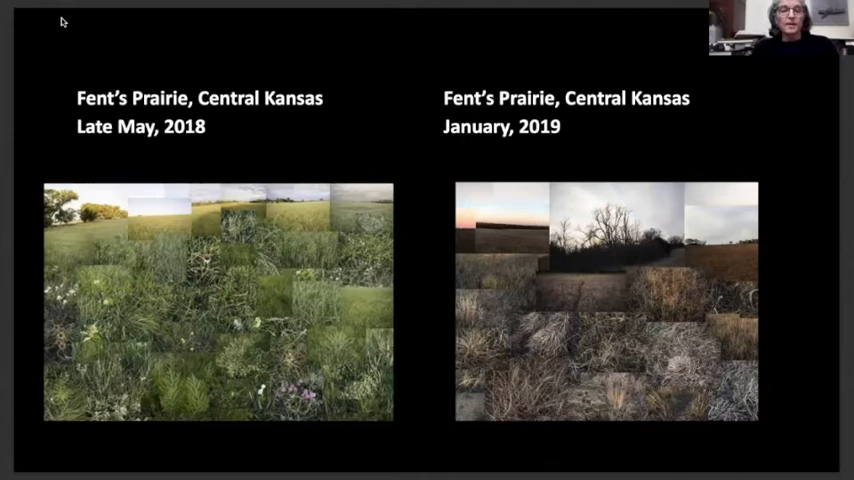 Fent's Prairie, Central Kansas
Late May, 2018
Fent's Prairie, Central Kansas
January, 2019